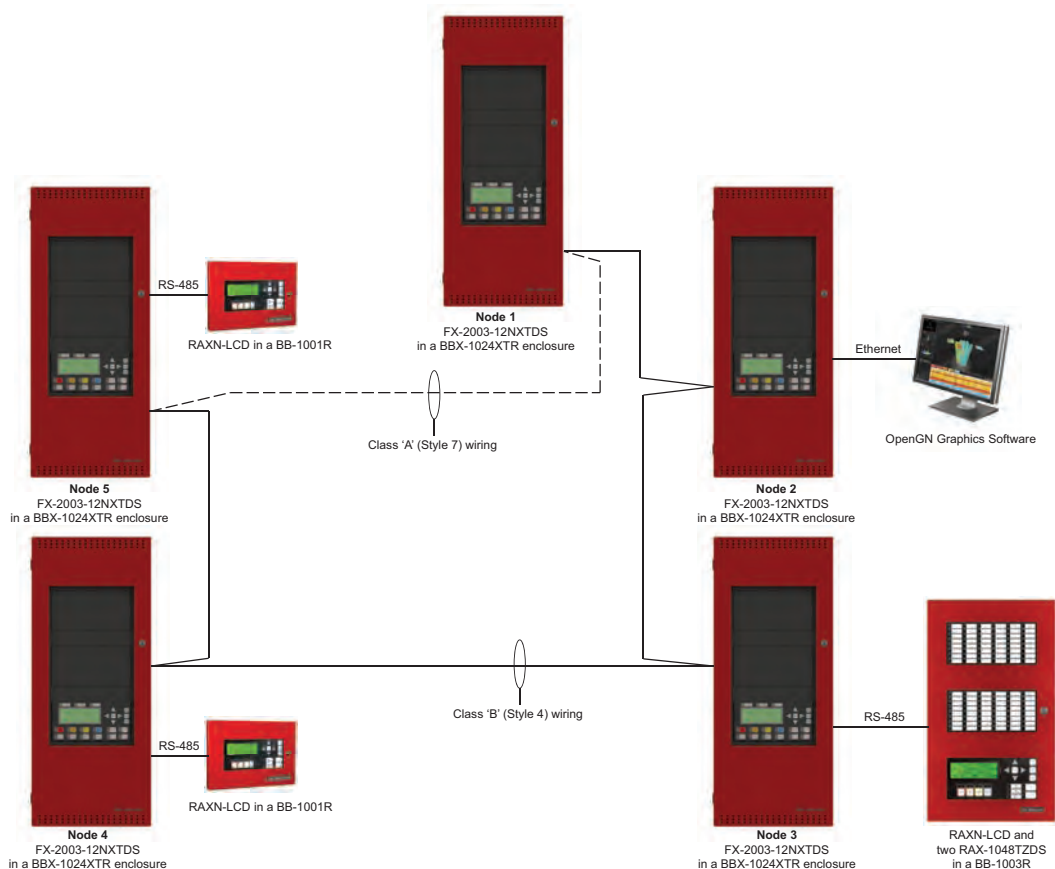 Node 1
FX-2003-12NXTDS
in a BBX-1024XTR enclosure
RS-485
RAXN-LCD in a BB-1001R
Class 'A' (Style 7) wiring
Ethernet
OpenGN Graphics Software
Node 5
FX-2003-12NXTDS
in a BBX-1024XTR enclosure
Node 2
FX-2003-12NXTDS
in a BBX-1024XTR enclosure
Class 'B' (Style 4) wiring
RS-485
RAXN-LCD in a BB-1001R
RS-485
Node 4
FX-2003-12NXTDS
in a BBX-1024XTR enclosure
Node 3
FX-2003-12NXTDS
in a BBX-1024XTR enclosure
RAXN-LCD and
two RAX-1048TZDS
in a BB-1003R